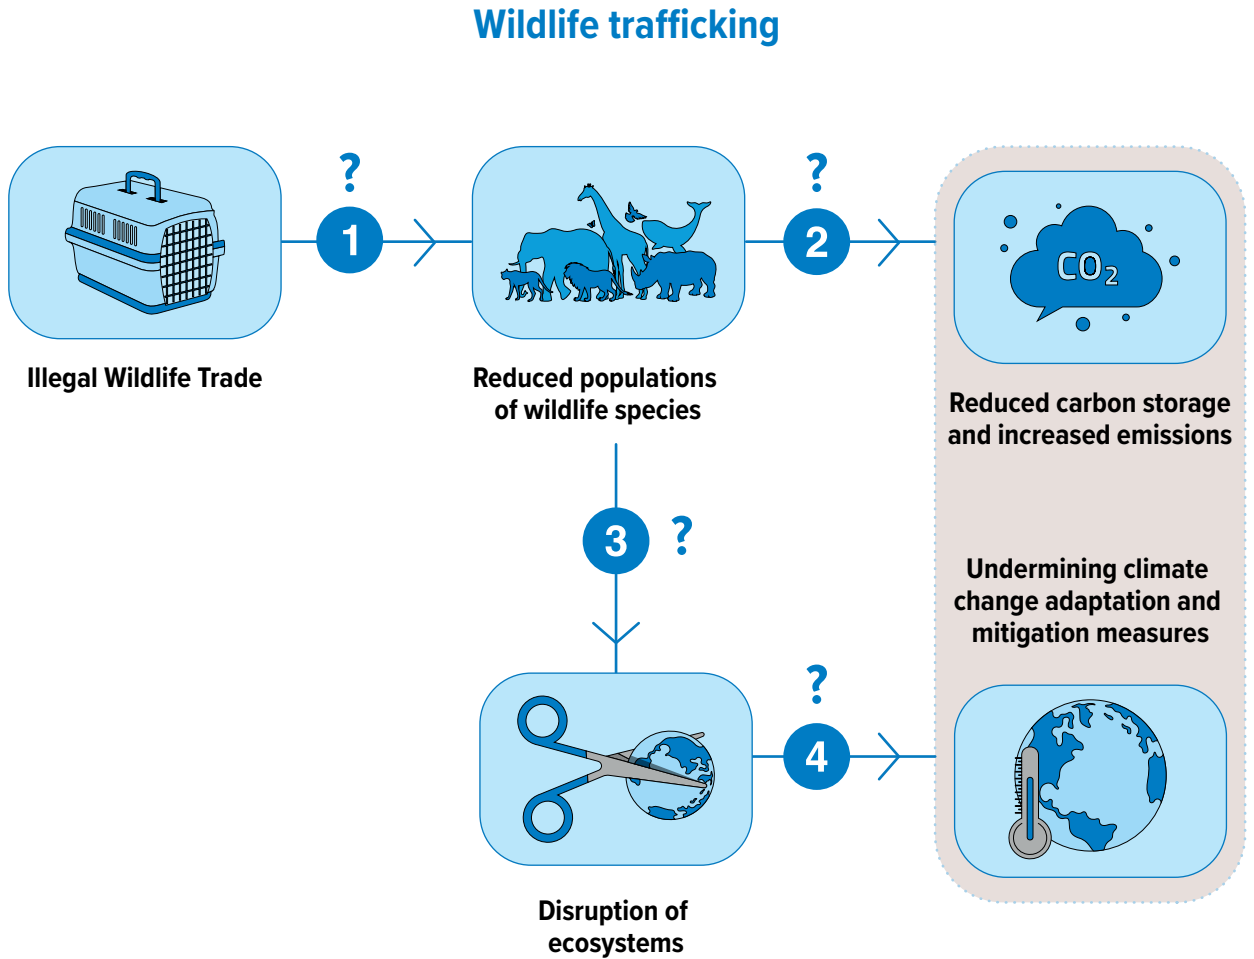 Wildlife trafficking
?
1
?
2
CO₂
Illegal Wildlife Trade
Reduced populations
of wildlife species
Reduced carbon storage
and increased emissions
3
?
Undermining climate
change adaptation and
mitigation measures
?
4
Disruption of
ecosystems